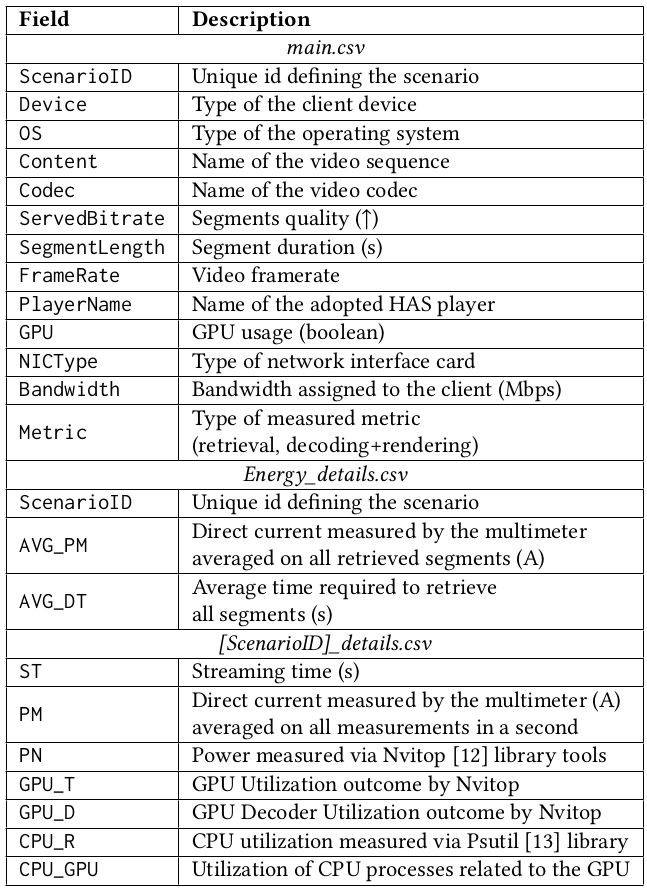 Field Description
main.csv
ScenarioID Unique id defining the scenario
Device Type of the client device
OS Type of the operating system
Content Name of the video sequence
Codec Name of the video codec
ServedBitrate Segments quality (↑)
SegmentLength Segment duration (s)
FrameRate Video framerate
PlayerName Name of the adopted HAS player
GPU GPU usage (boolean)
NICType Type of network interface card
Bandwidth Bandwidth assigned to the client (Mbps)
Metric Type of measured metric
(retrieval, decoding+rendering)
Energy_details.csv
ScenarioID Unique id defining the scenario
AVG_PM Direct current measured by the multimeter
averaged on all retrieved segments (A)
AVG_DT Average time required to retrieve
all segments (s)
[ScenarioID]_details.csv
ST Streaming time (s)
PM Direct current measured by the multimeter (A)
averaged on all measurements in a second
PN Power measured via Nvitop [12] library tools
GPU_T GPU Utilization outcome by Nvitop
GPU_D GPU Decoder Utilization outcome by Nvitop
CPU_R CPU utilization measured via Psutil [13] library
CPU_GPU Utilization of CPU processes related to the GPU